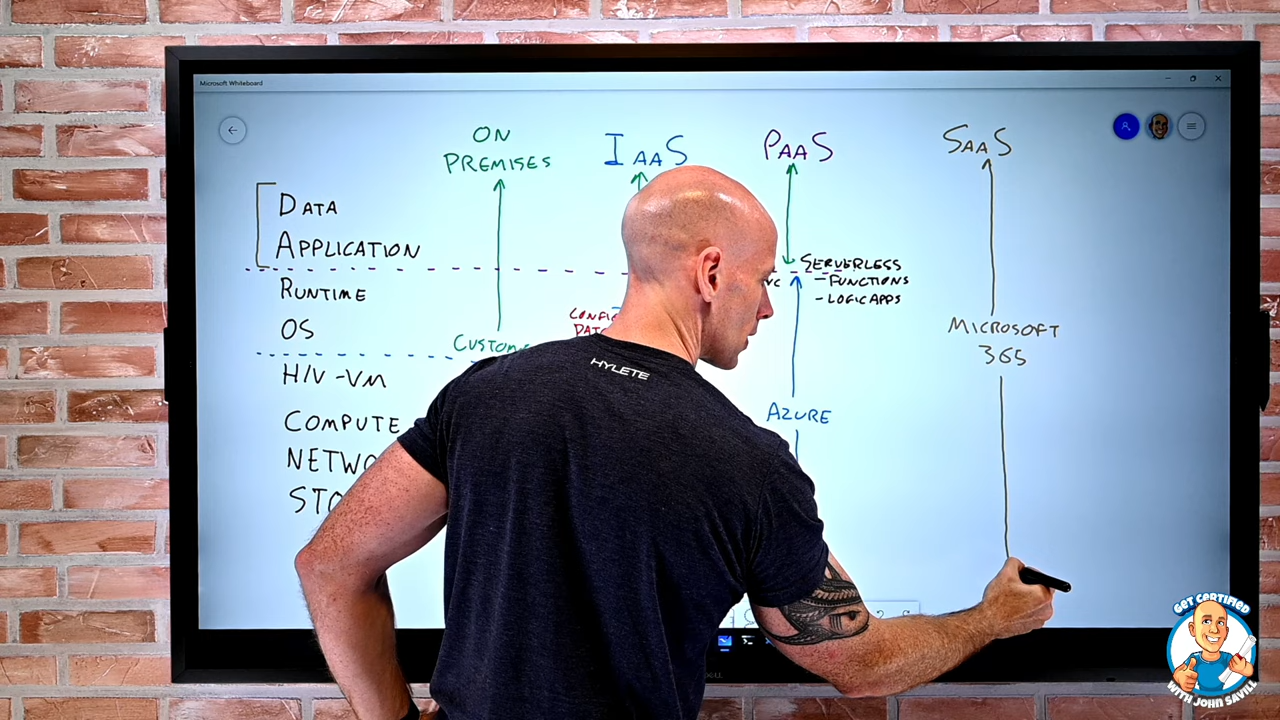 Microsoft Whiteboard
ON
PREMISES
IAAS
PAAS
SAAS
DATA
APPLICATION
RUNTIME
OS
H/V-VM
COMPUTE
SERVERLESS
-FUNCTIONS
-LOGIC APPS
MICROSOFT
365
AZURE
HYLETE
GET CERTIFIED
WITH JOHN SAVILL